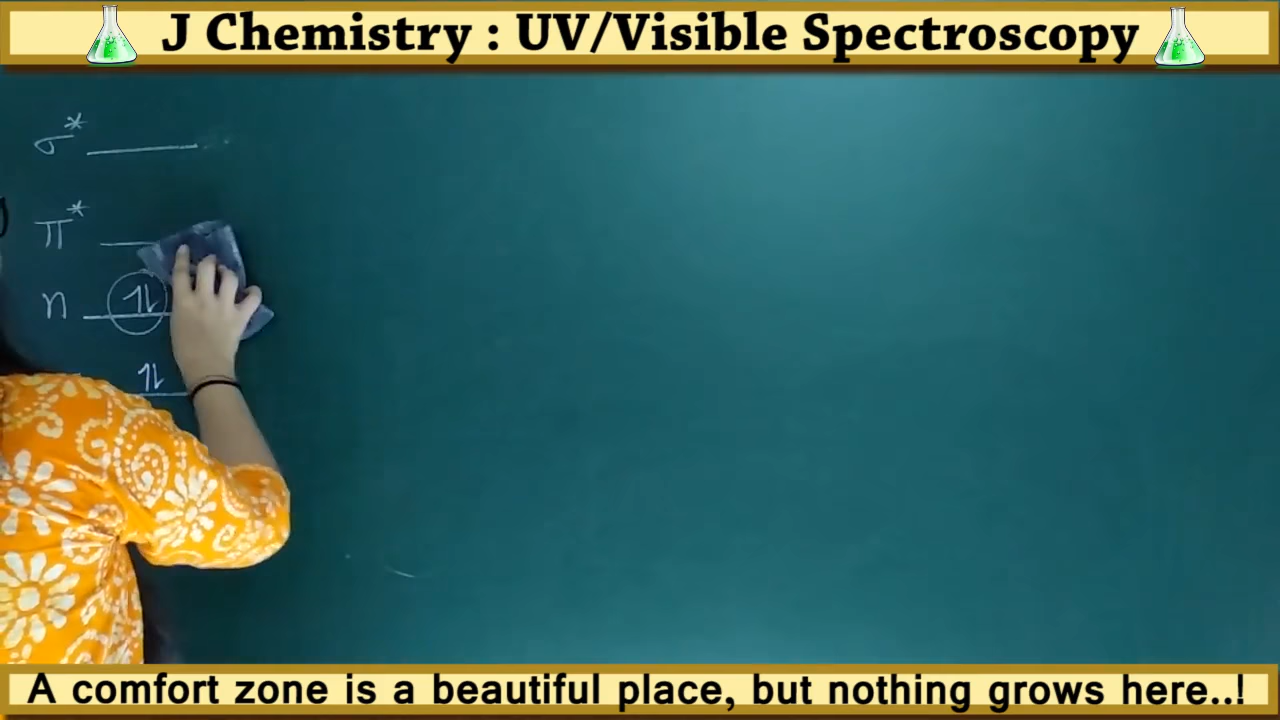 J Chemistry : UV/Visible Spectroscopy
σ*
π*
n ⥮
⥮
A comfort zone is a beautiful place, but nothing grows here..!